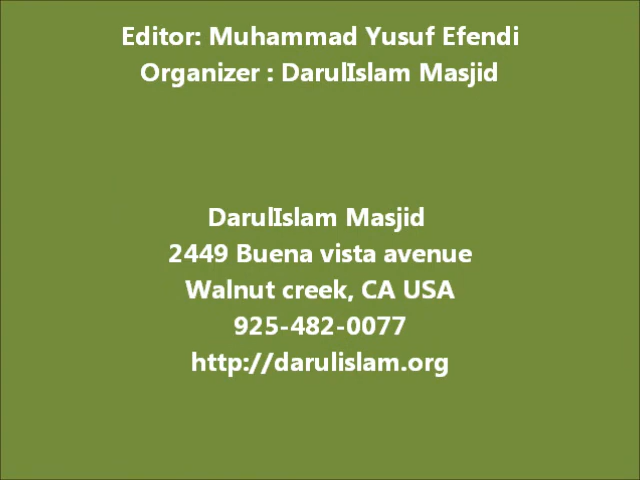 Editor: Muhammad Yusuf Efendi
Organizer : DarulIslam Masjid
DarulIslam Masjid
2449 Buena vista avenue
Walnut creek, CA USA
925-482-0077
http://darulislam.org